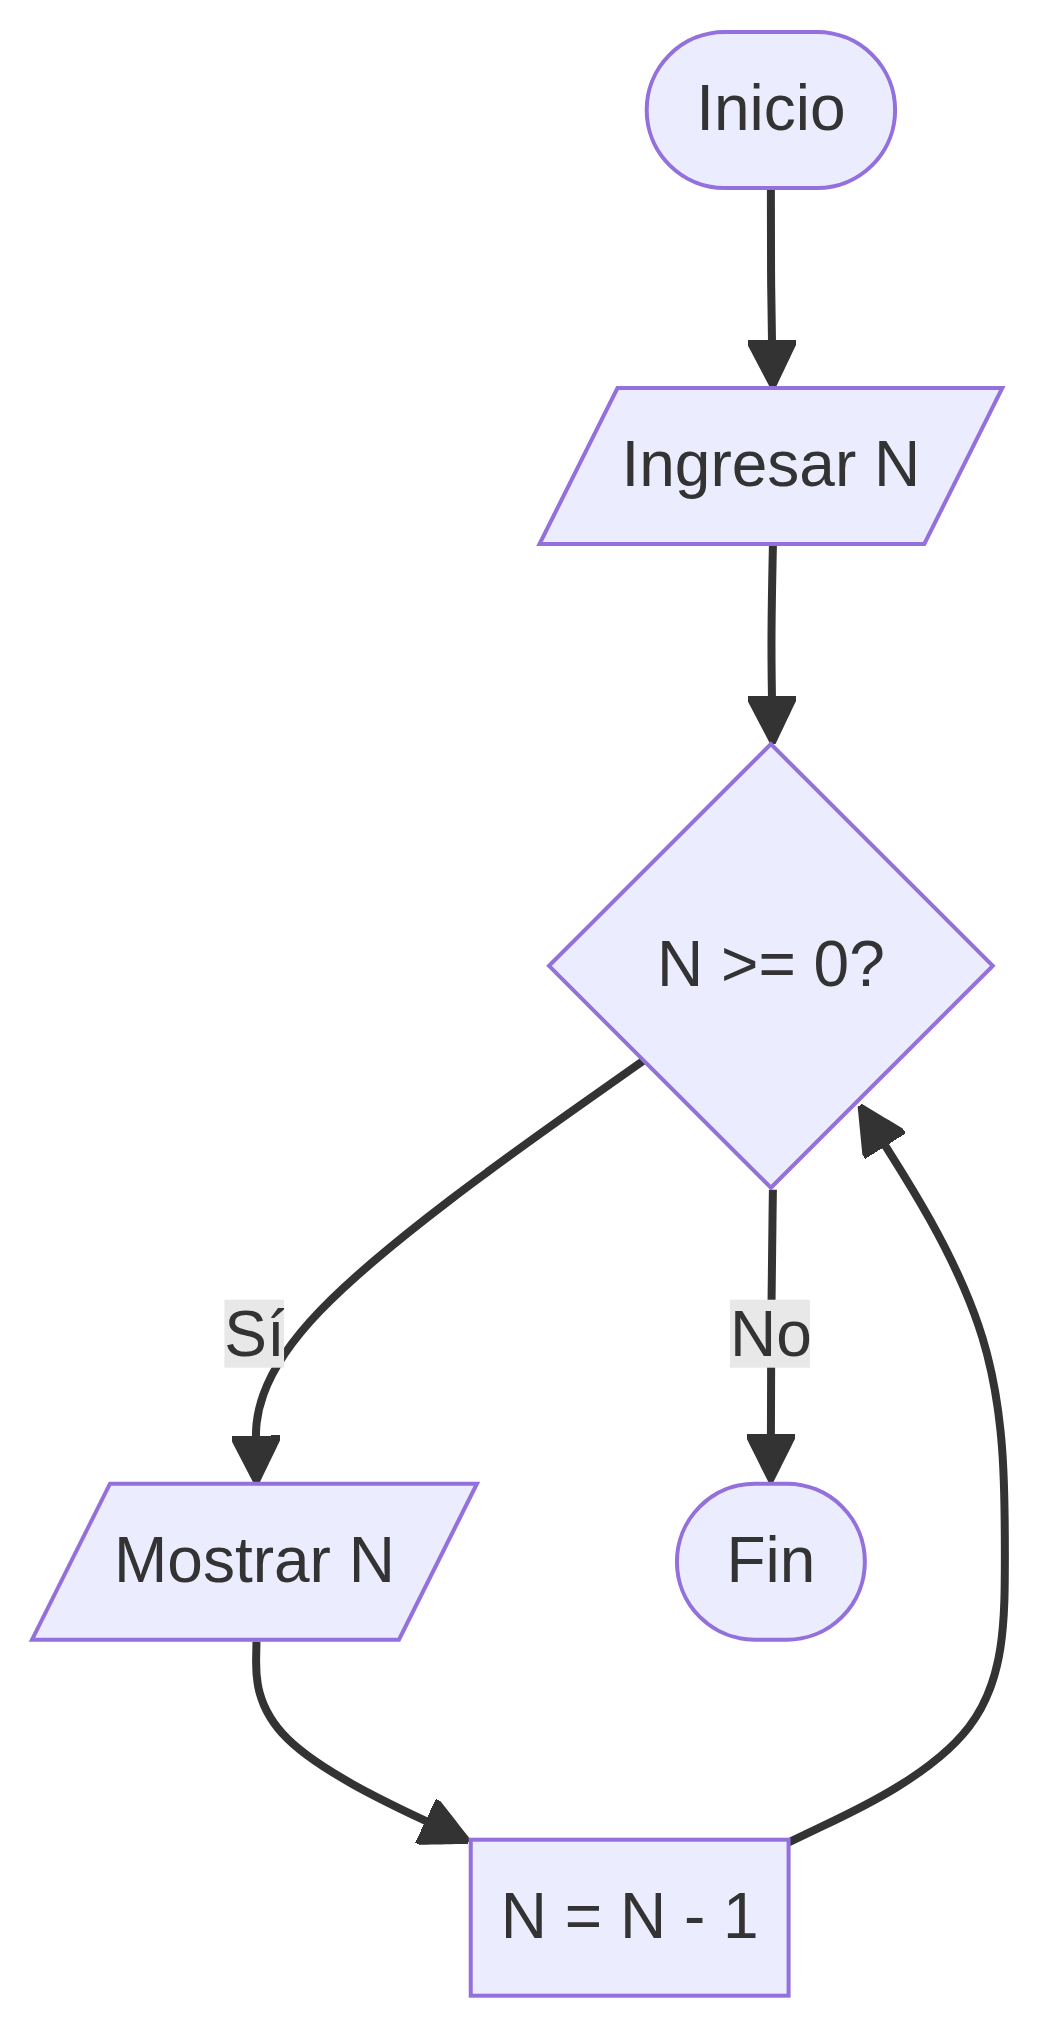 Inicio
Ingresar N
N >= 0?
Sí
No
Mostrar N
Fin
N = N - 1